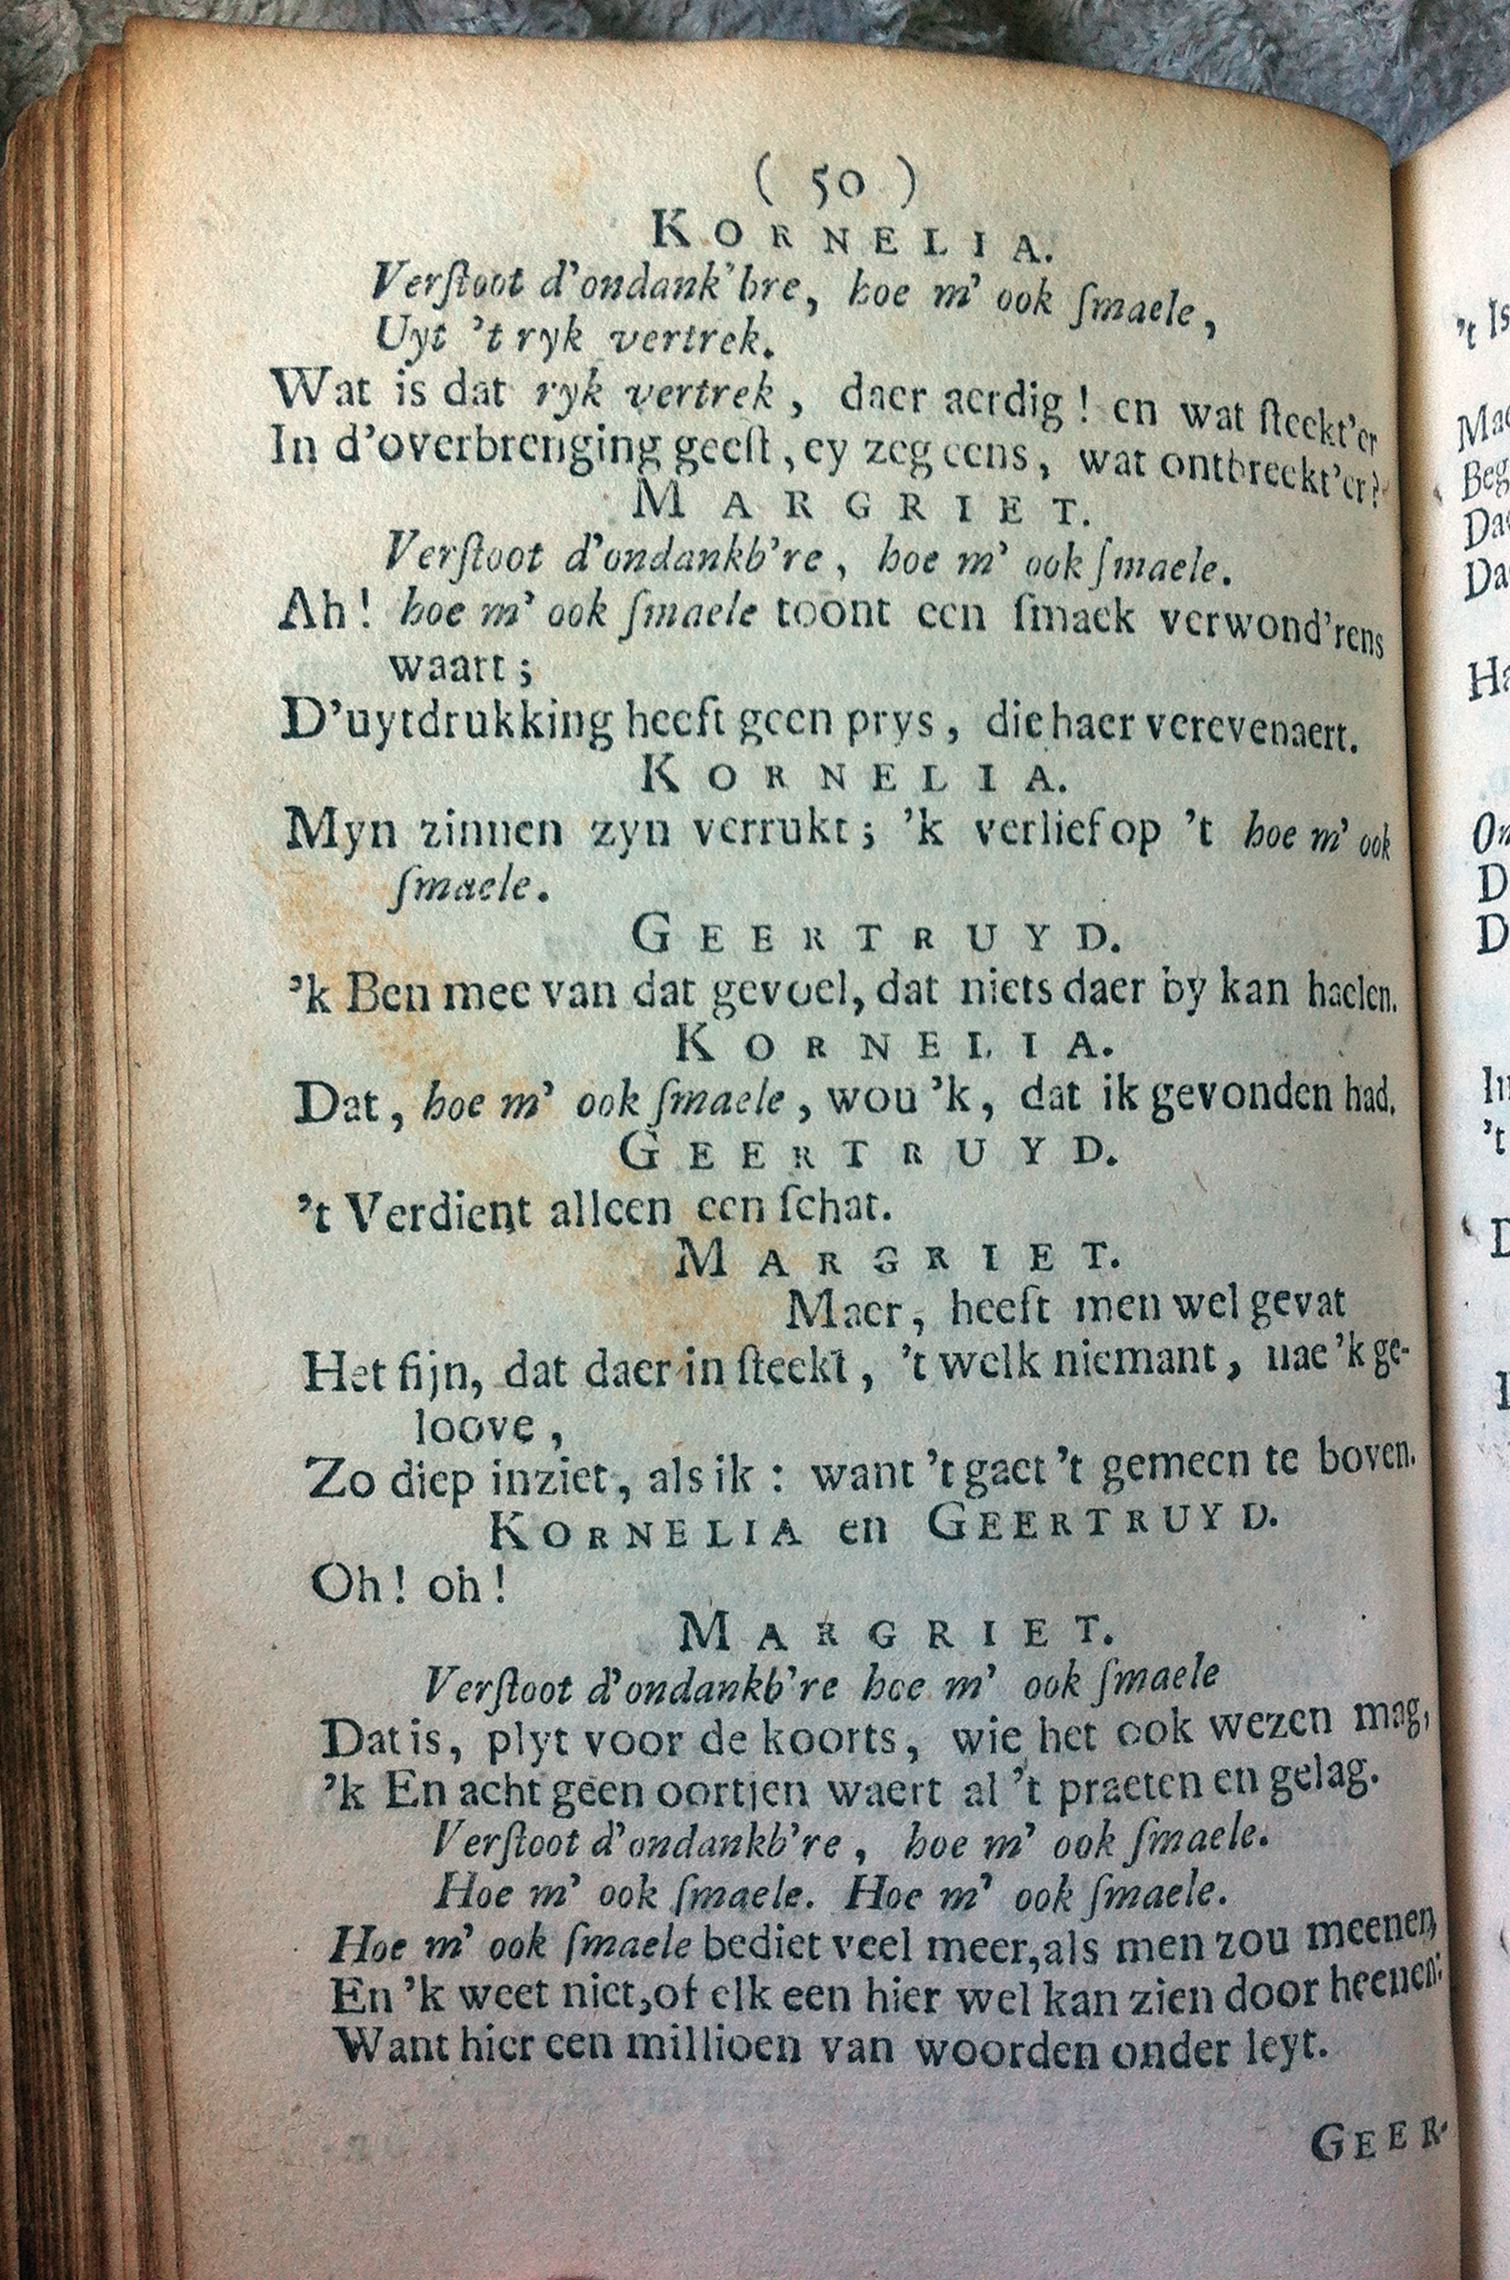 ( 50 )
KORNELIA.
Verſtoot d'ondank'bre, hoe m' ook ſmaele,
Uyt 't ryk vertrek.
Wat is dat ryk vertrek, daer aerdig! en wat ſteekt'er
In d'overbrenging geeſt, ey zeg eens, wat ontbreekt'er?
MARGRIET.
Verſtoot d'ondankb're, hoe m' ook ſmaele.
Ah! hoe m' ook ſmaele toont een ſmaek verwond'rens
waart;
D'uytdrukking heeft geen prys, die haer verevenaert.
KORNELIA.
Myn zinnen zyn verrukt; 'k verlief op 't hoe m' ook
ſmaele.
GEERTRUYD.
'k Ben mee van dat gevoel, dat niets daer by kan haelen.
KORNELIA.
Dat, hoe m' ook ſmaele, wou 'k, dat ik gevonden had.
GEERTRUYD.
't Verdient alleen een ſchat.
MARGRIET.
Maer, heeft men wel gevat
Het fijn, dat daer in ſteekt, 't welk niemant, nae 'k ge-
loove,
Zo diep inziet, als ik: want 't gaet 't gemeen te boven.
KORNELIA en GEERTRUYD.
Oh! oh!
MARGRIET.
Verſtoot d'ondankb're hoe m' ook ſmaele
Dat is, plyt voor de koorts, wie het ook wezen mag,
'k En acht geen oortjen waert al 't praeten en gelag.
Verſtoot d'ondankb're, hoe m' ook ſmaele.
Hoe m' ook ſmaele. Hoe m' ook ſmaele.
Hoe m' ook ſmaele bediet veel meer, als men zou meenen,
En 'k weet niet, of elk een hier wel kan zien door heenen:
Want hier een millioen van woorden onder leyt.
GEER-
't Is
Beg
Da
Ha
D
D
't